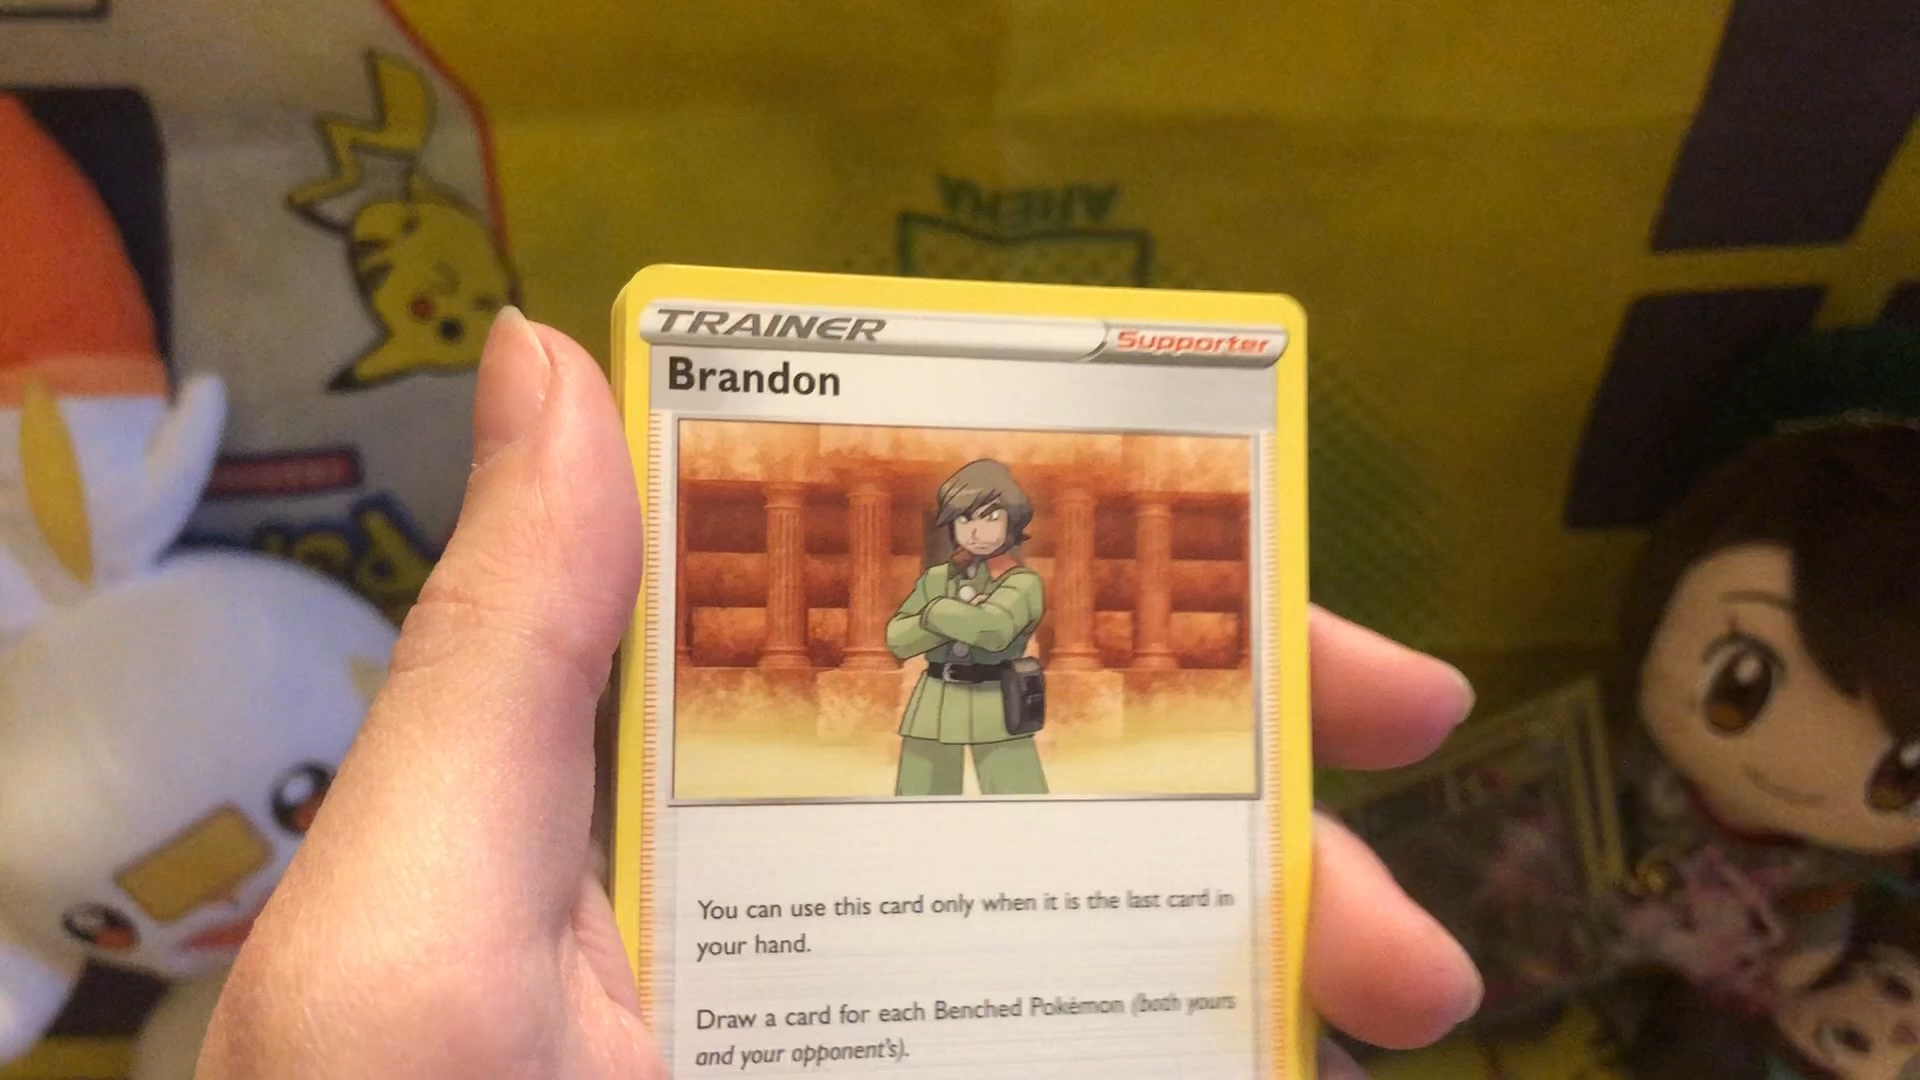 ARENA
TRAINER
Supporter
Brandon
You can use this card only when it is the last card in
your hand.
Draw a card for each Benched Pokémon (both yours
and your opponent's).